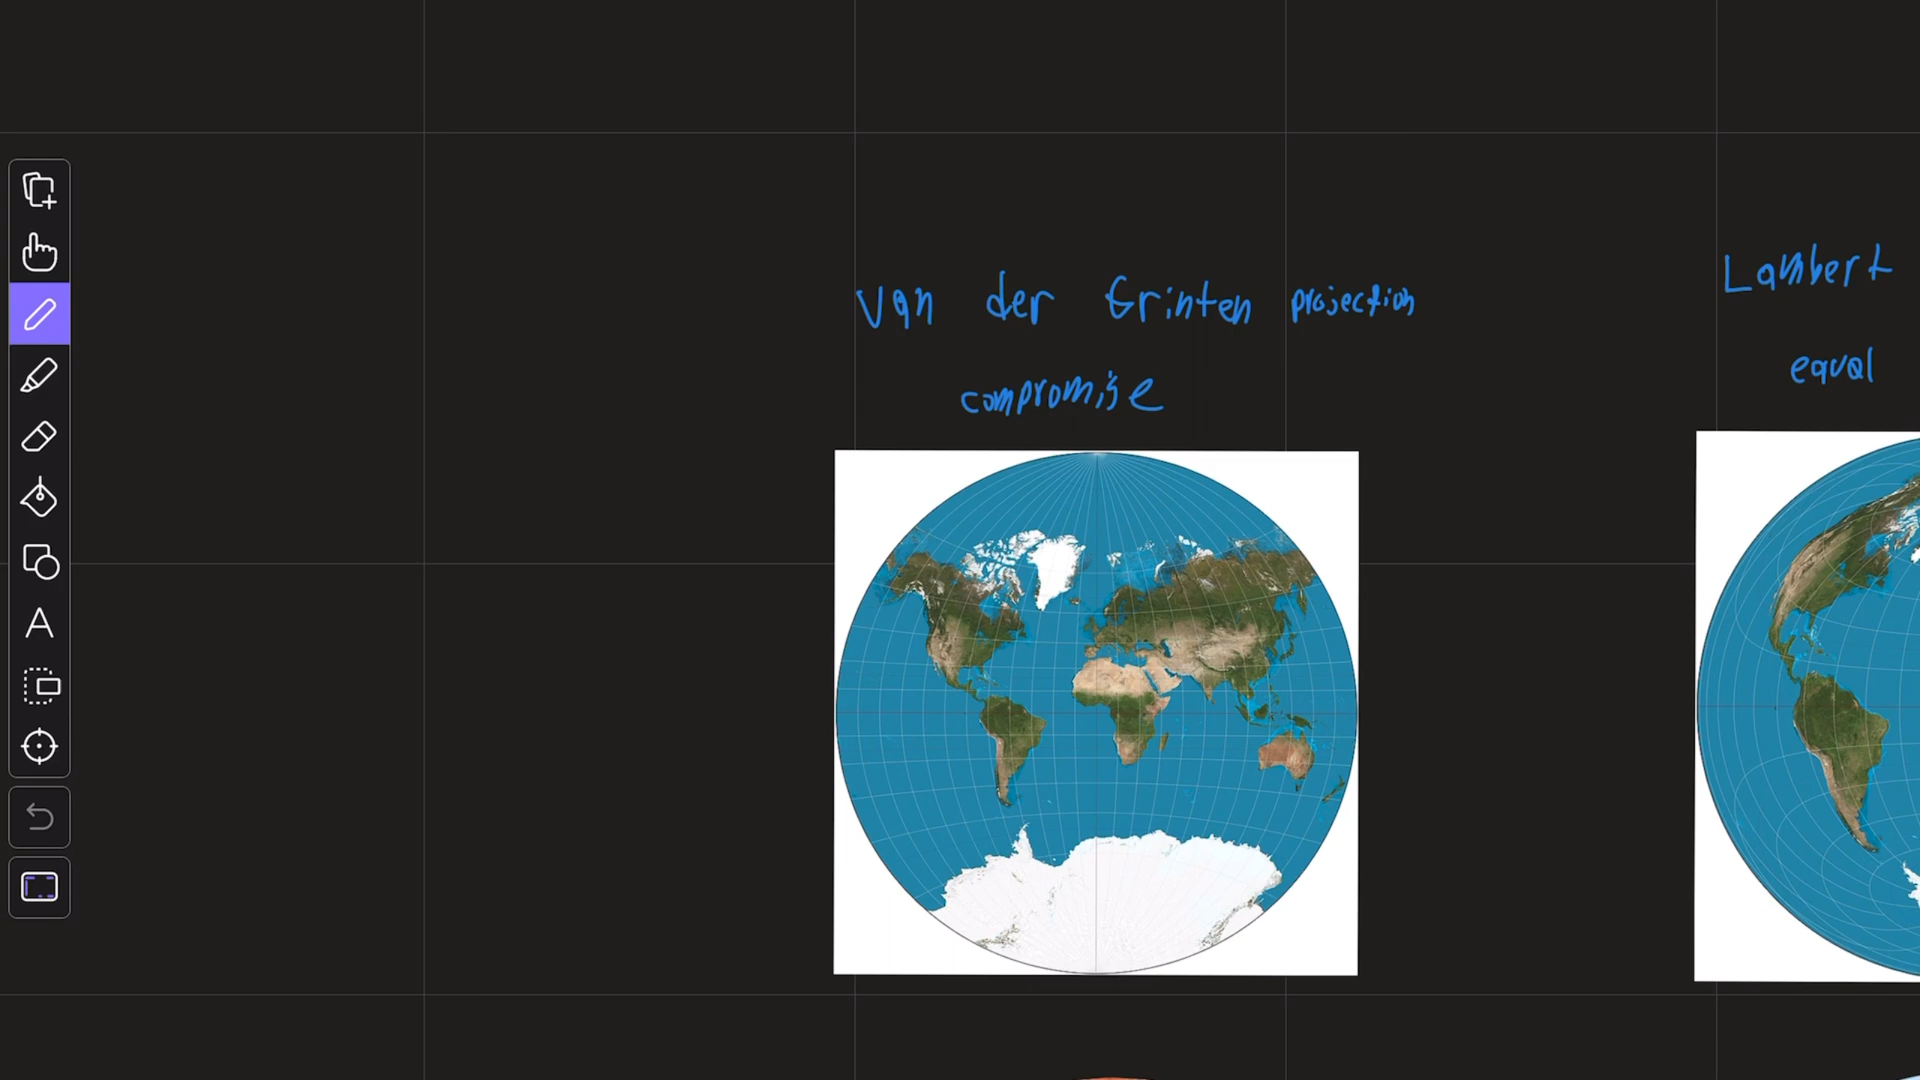 Van der Grinten projection
compromise
Lambert
equal